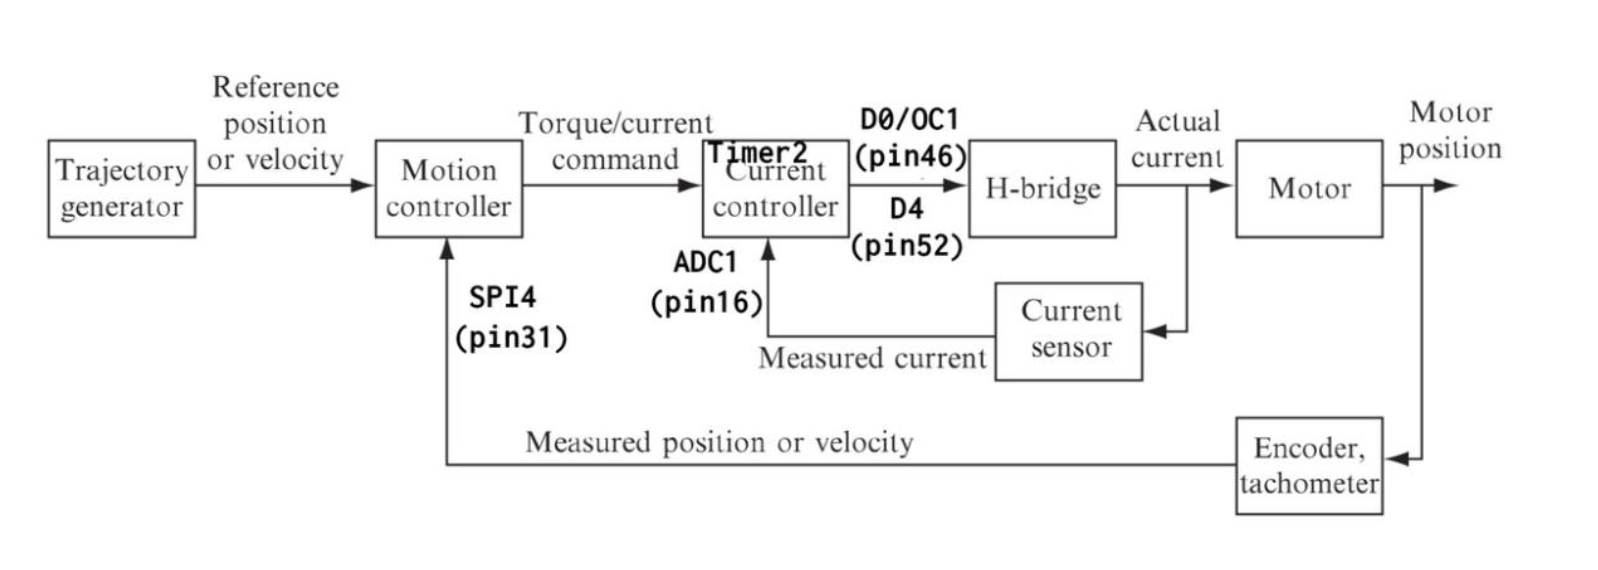 Reference
position
or velocity
Trajectory
generator
Motion
controller
Torque/current
command
Timer2
Current
controller
D0/OC1
(pin46)
D4
(pin52)
H-bridge
Actual
current
Motor
Motor
position
SPI4
(pin31)
ADC1
(pin16)
Measured current
Current
sensor
Measured position or velocity
Encoder,
tachometer